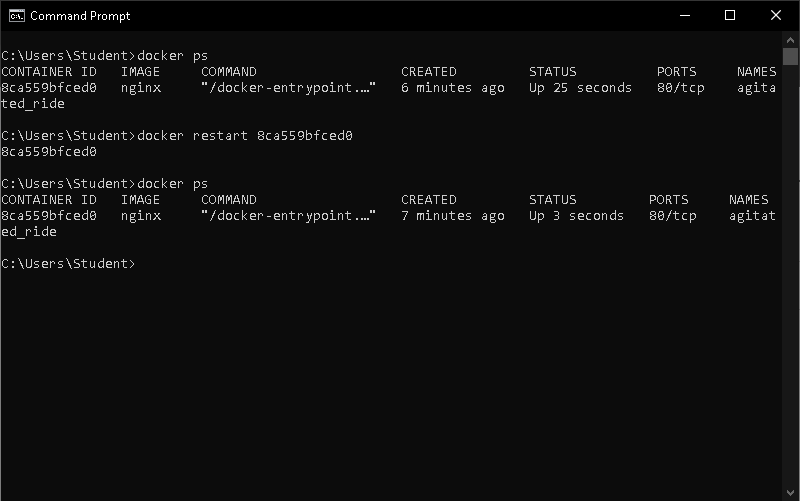 Command Prompt
C:\Users\Student>docker ps
CONTAINER ID   IMAGE     COMMAND                  CREATED         STATUS          PORTS     NAMES
8ca559bfced0   nginx     "/docker-entrypoint.…"   6 minutes ago   Up 25 seconds   80/tcp    agita
ted_ride
C:\Users\Student>docker restart 8ca559bfced0
8ca559bfced0
C:\Users\Student>docker ps
CONTAINER ID   IMAGE     COMMAND                  CREATED         STATUS         PORTS     NAMES
8ca559bfced0   nginx     "/docker-entrypoint.…"   7 minutes ago   Up 3 seconds   80/tcp    agitat
ed_ride
C:\Users\Student>